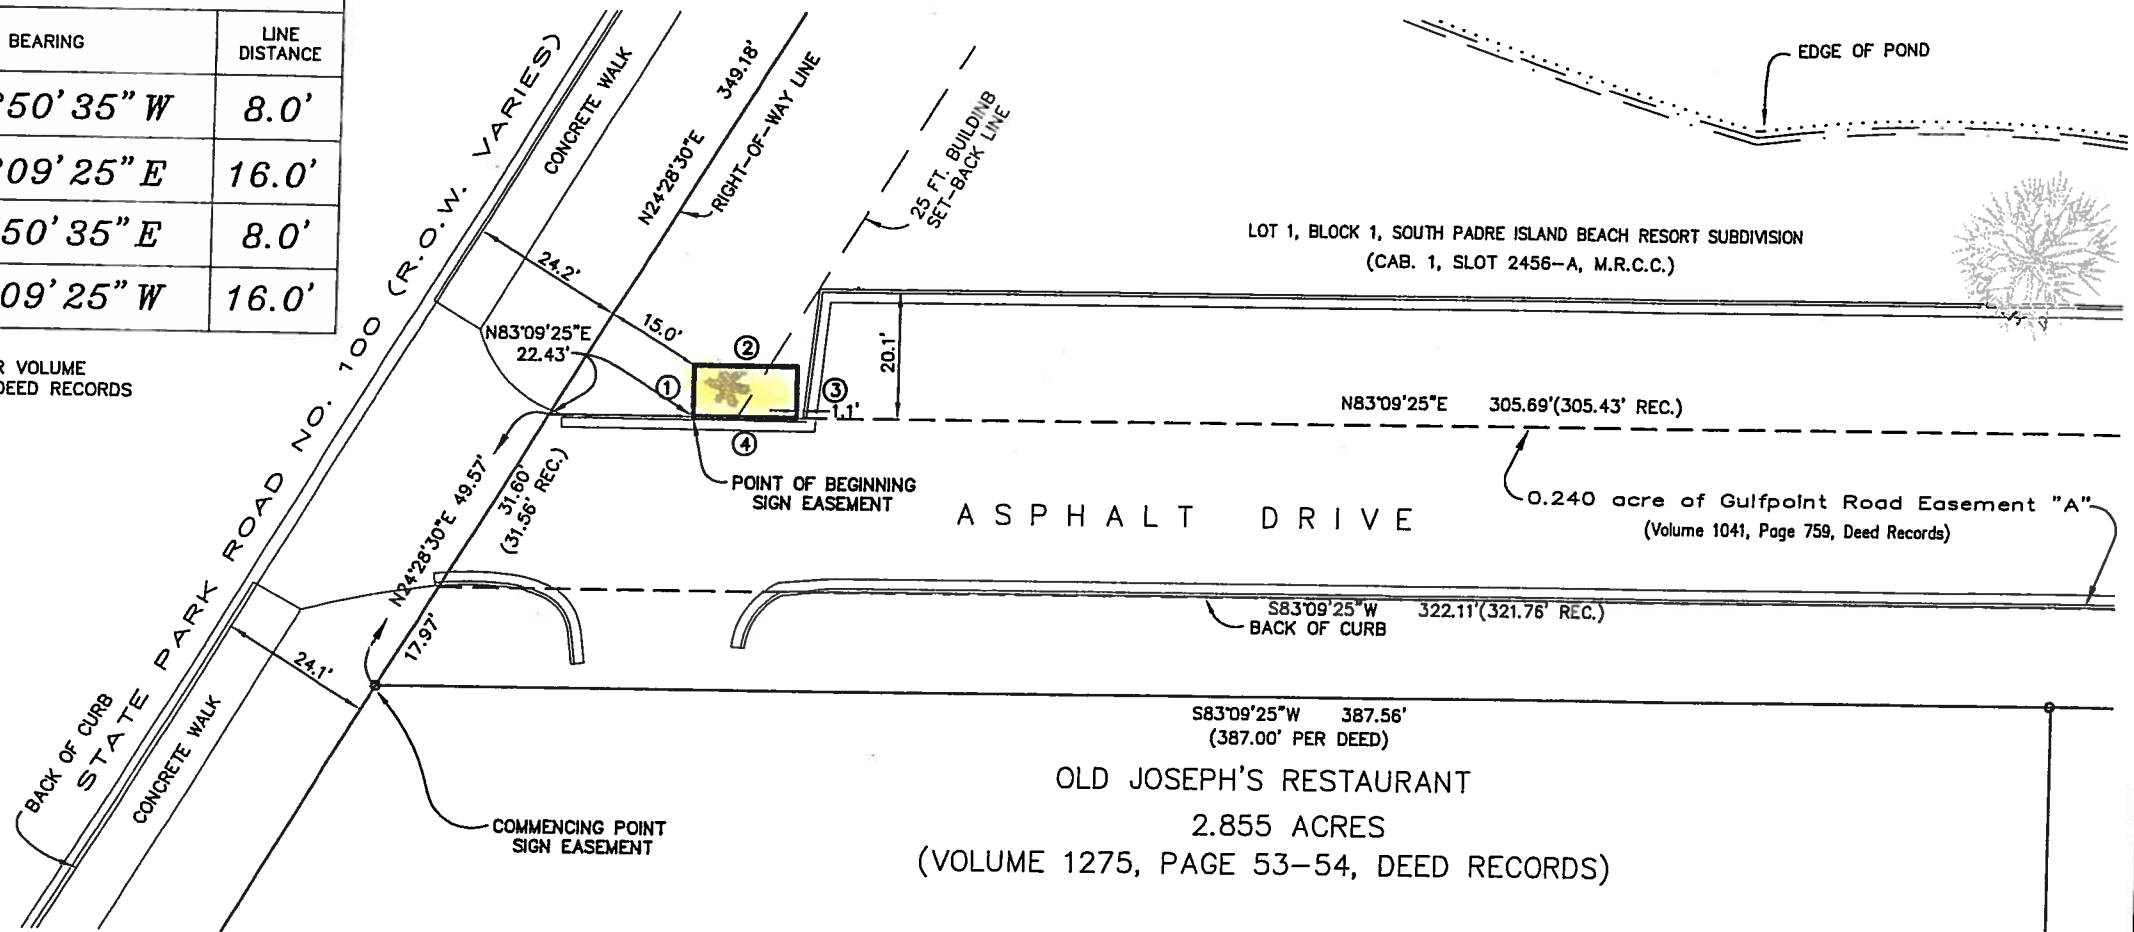 BEARING
LINE
DISTANCE
50'35"W
8.0'
09'25"E
16.0'
50'35"E
8.0'
09'25"W
16.0'
VOLUME
DEED RECORDS
STATE PARK ROAD NO. 100 (R.O.W. VARIES)
CONCRETE WALK
349.18'
N24°28'30"E
RIGHT-OF-WAY LINE
25 FT. BUILDINB
SET-BACK LINE
EDGE OF POND
LOT 1, BLOCK 1, SOUTH PADRE ISLAND BEACH RESORT SUBDIVISION
(CAB. 1, SLOT 2456-A, M.R.C.C.)
24.2'
15.0'
N83°09'25"E
22.43'
1
2
3
4
1.1'
20.1'
N83°09'25"E 305.69'(305.43' REC.)
POINT OF BEGINNING
SIGN EASEMENT
N24°28'30"E 49.57'
31.60'
(31.56' REC.)
ASPHALT DRIVE
0.240 acre of Gulfpoint Road Easement "A"
(Volume 1041, Page 759, Deed Records)
S83°09'25"W 322.11'(321.76' REC.)
BACK OF CURB
17.97'
24.1'
BACK OF CURB
CONCRETE WALK
S83°09'25"W 387.56'
(387.00' PER DEED)
OLD JOSEPH'S RESTAURANT
2.855 ACRES
(VOLUME 1275, PAGE 53-54, DEED RECORDS)
COMMENCING POINT
SIGN EASEMENT